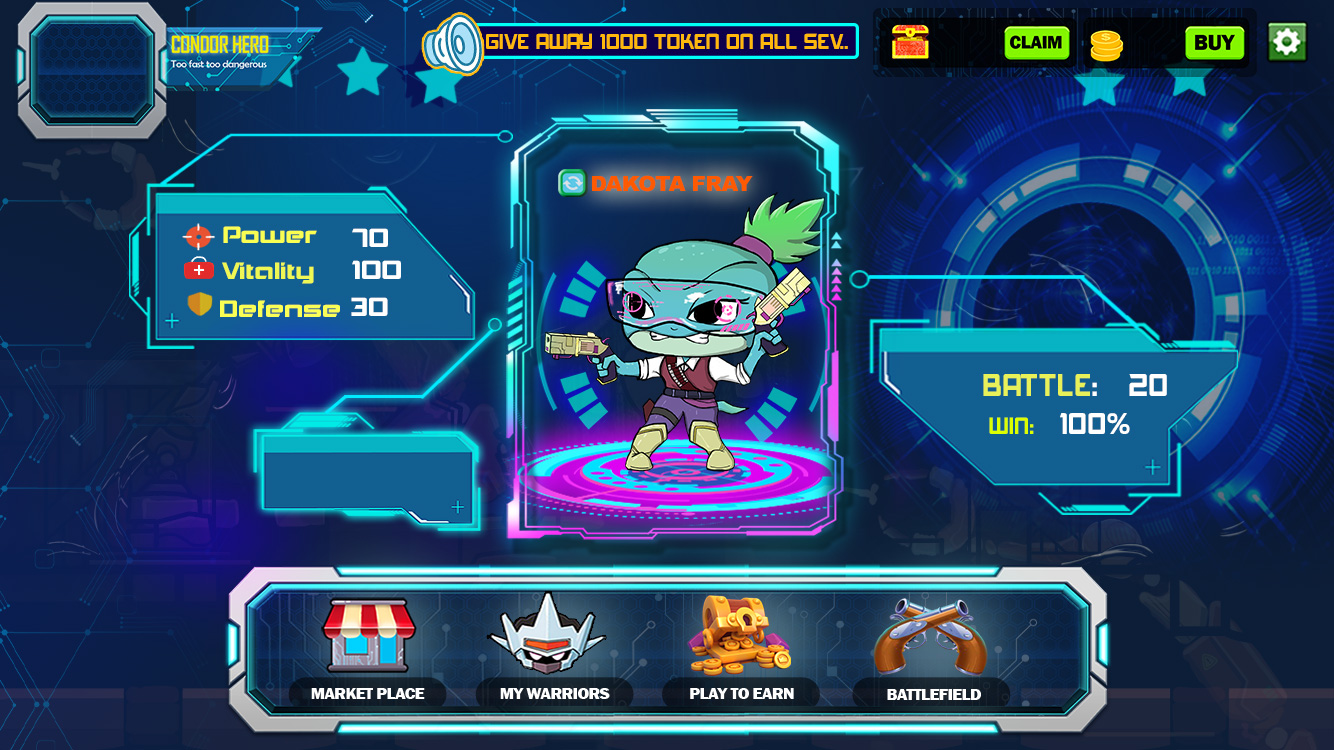 CONDOR HERO
Too fast too dangerous
GIVE AWAY 1000 TOKEN ON ALL SEV..
CLAIM
BUY
DAKOTA FRAY
Power 70
Vitality 100
Defense 30
BATTLE: 20
WIN: 100%
MARKET PLACE
MY WARRIORS
PLAY TO EARN
BATTLEFIELD